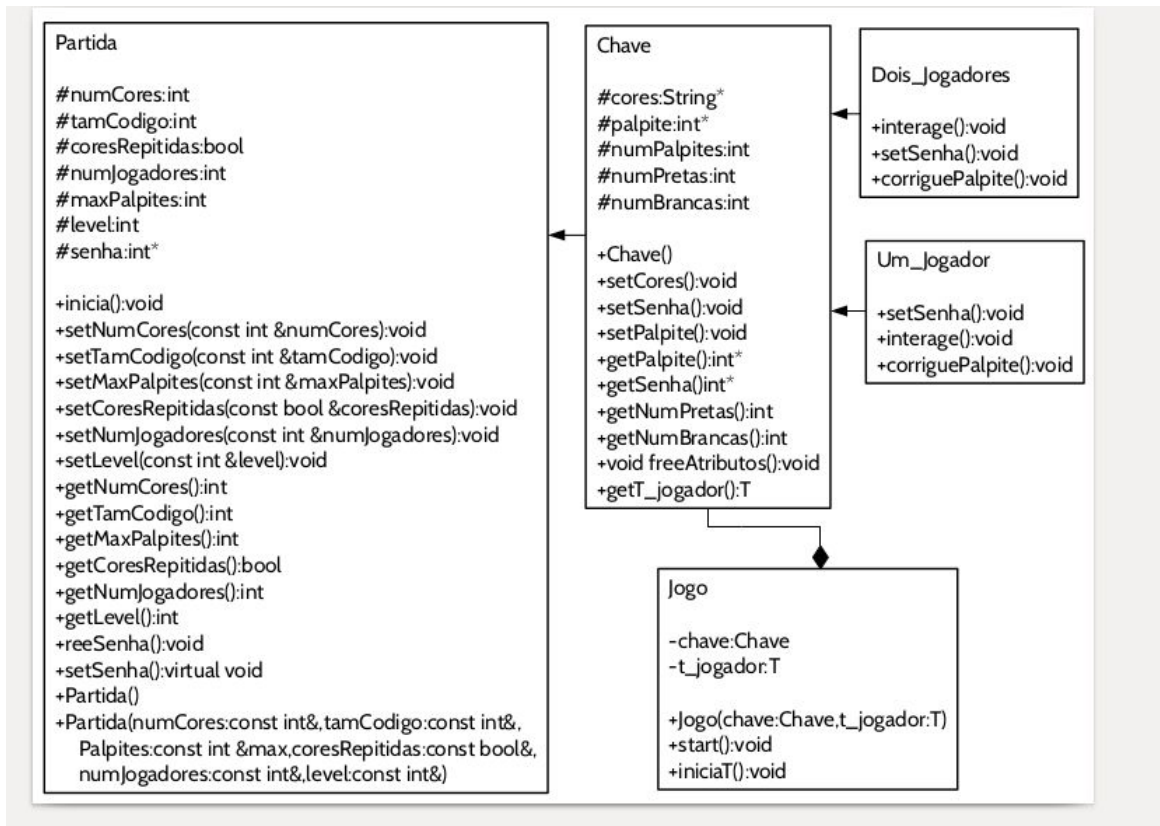 Partida
#numCores:int
#tamCodigo:int
#coresRepitidas:bool
#numJogadores:int
#maxPalpites:int
#level:int
#senha:int*
+inicia():void
+setNumCores(const int &numCores):void
+setTamCodigo(const int &tamCodigo):void
+setMaxPalpites(const int &maxPalpites):void
+setCoresRepitidas(const bool &coresRepitidas):void
+setNumJogadores(const int &numJogadores):void
+setLevel(const int &level):void
+getNumCores():int
+getTamCodigo():int
+getMaxPalpites():int
+getCoresRepitidas():bool
+getNumJogadores():int
+getLevel():int
+reeSenha():void
+setSenha():virtual void
+Partida()
+Partida(numCores:const int&,tamCodigo:const int&,
Palpites:const int &max,coresRepitidas:const bool&,
numJogadores:const int&,level:const int&)
Chave
#cores:String*
#palpite:int*
#numPalpites:int
#numPretas:int
#numBrancas:int
+Chave()
+setCores():void
+setSenha():void
+setPalpite():void
+getPalpite():int*
+getSenha()int*
+getNumPretas():int
+getNumBrancas():int
+void freeAtributos():void
+getT_jogador():T
Dois_Jogadores
+interage():void
+setSenha():void
+corriguePalpite():void
Um_Jogador
+setSenha():void
+interage():void
+corriguePalpite():void
Jogo
-chave:Chave
-t_jogador:T
+Jogo(chave:Chave,t_jogador:T)
+start():void
+iniciaT():void